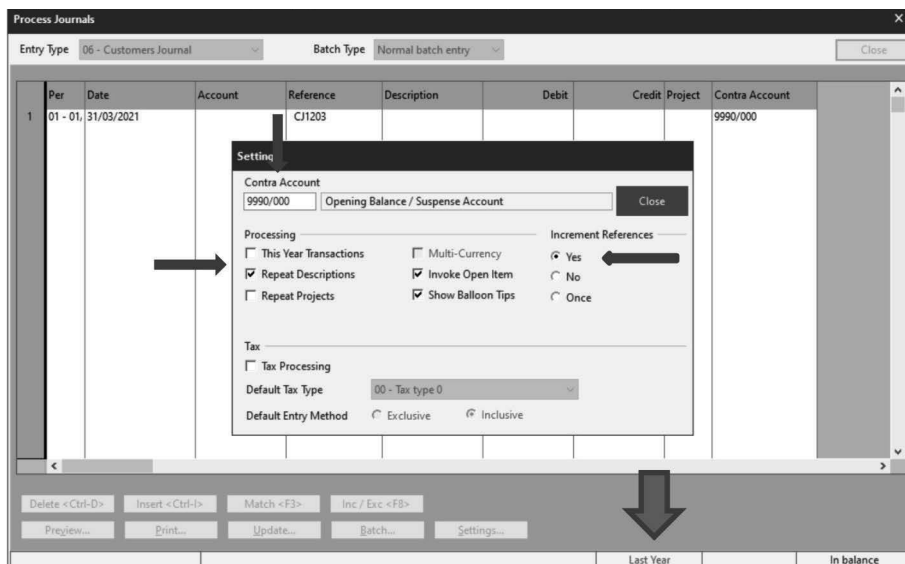 Process Journals X
Entry Type 06 - Customers Journal Batch Type Normal batch entry Close
Per Date Account Reference Description Debit Credit Project Contra Account
1 01 - 01, 31/03/2021 CJ1203 9990/000
Setting
Contra Account
9990/000 Opening Balance / Suspense Account Close
Processing Increment References
This Year Transactions Multi-Currency Yes
Repeat Descriptions Invoke Open Item No
Repeat Projects Show Balloon Tips Once
Tax
Tax Processing
Default Tax Type 00 - Tax type 0
Default Entry Method Exclusive Inclusive
Delete <Ctrl-D> Insert <Ctrl-I> Match <F3> Inc / Exc <F8>
Preview... Print... Update... Batch... Settings...
Last Year In balance